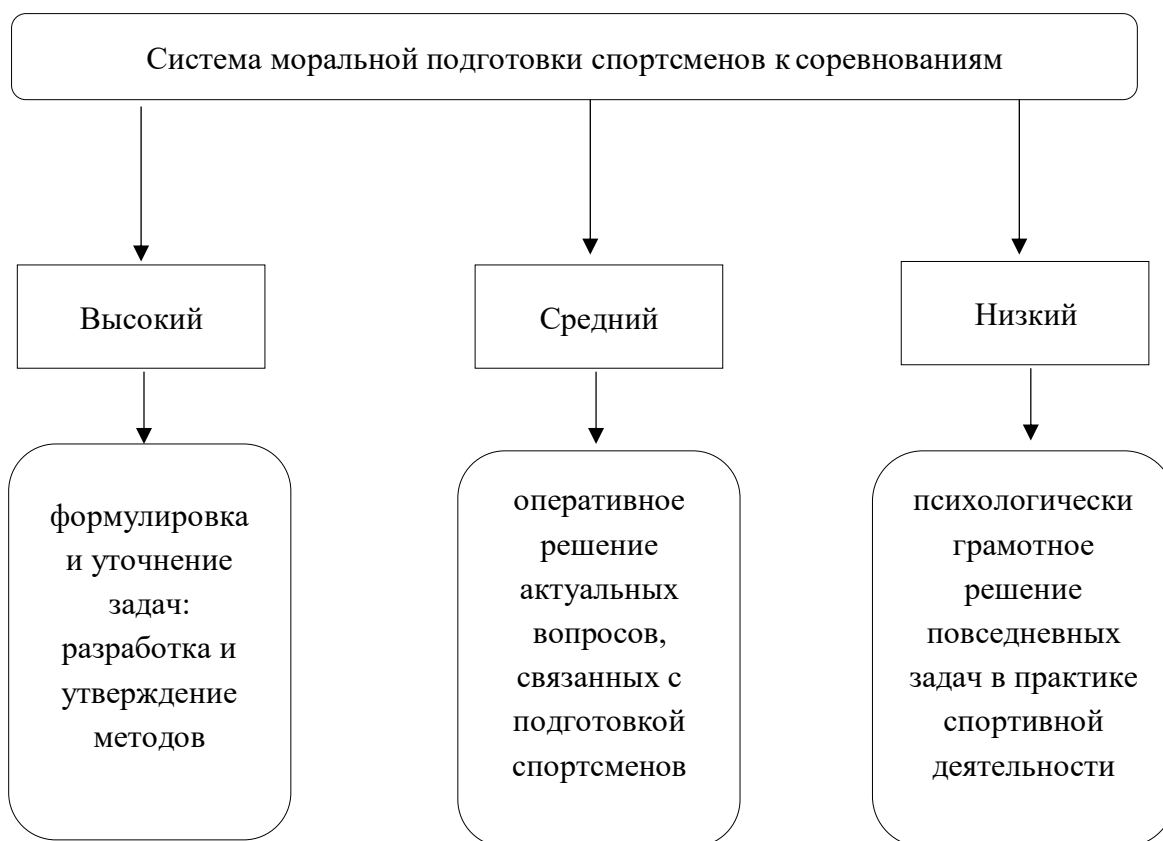 Система моральной подготовки спортсменов к соревнованиям
Высокий
Средний
Низкий
формулировка
и уточнение
задач:
разработка и
утверждение
методов
оперативное
решение
актуальных
вопросов,
связанных с
подготовкой
спортсменов
психологически
грамотное
решение
повседневных
задач в практике
спортивной
деятельности